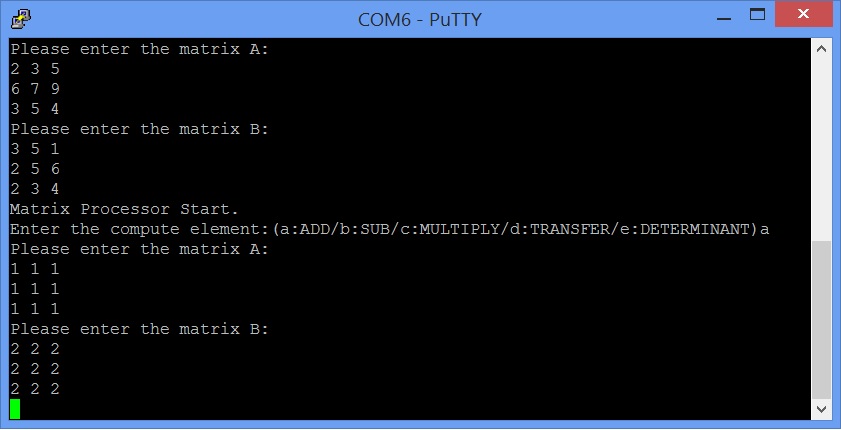 COM6 - PuTTY
Please enter the matrix A:
2 3 5
6 7 9
3 5 4
Please enter the matrix B:
3 5 1
2 5 6
2 3 4
Matrix Processor Start.
Enter the compute element:(a:ADD/b:SUB/c:MULTIPLY/d:TRANSFER/e:DETERMINANT)a
Please enter the matrix A:
1 1 1
1 1 1
1 1 1
Please enter the matrix B:
2 2 2
2 2 2
2 2 2